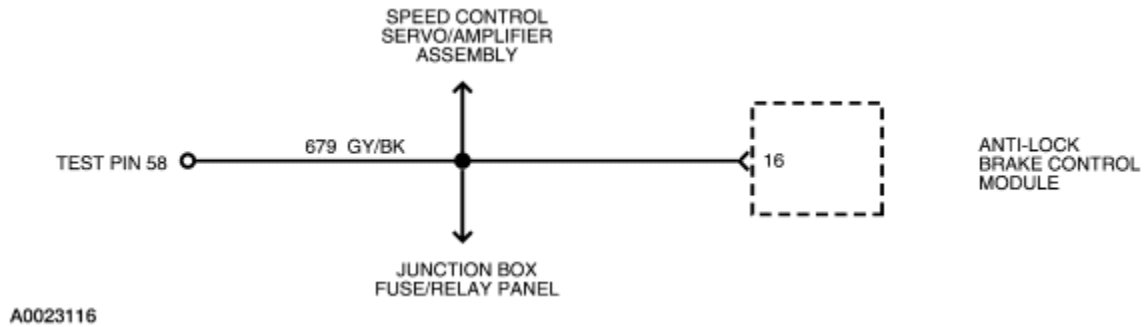 SPEED CONTROL
SERVO/AMPLIFIER
ASSEMBLY
679 GY/BK
TEST PIN 58
16
ANTI-LOCK
BRAKE CONTROL
MODULE
JUNCTION BOX
FUSE/RELAY PANEL
A0023116